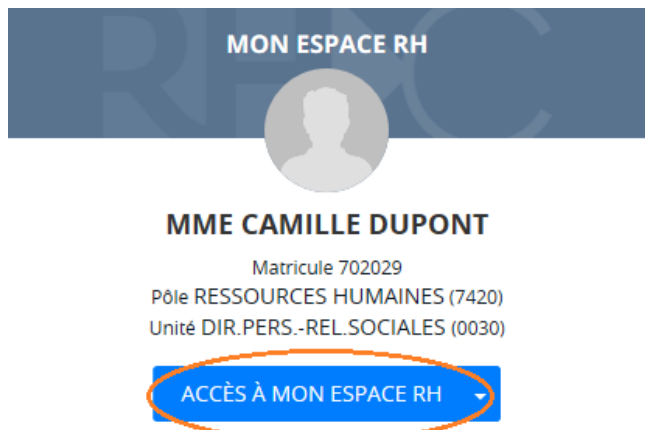 MON ESPACE RH
MME CAMILLE DUPONT
Matricule 702029
Pôle RESSOURCES HUMAINES (7420)
Unité DIR.PERS.-REL.SOCIALES (0030)
ACCÈS À MON ESPACE RH